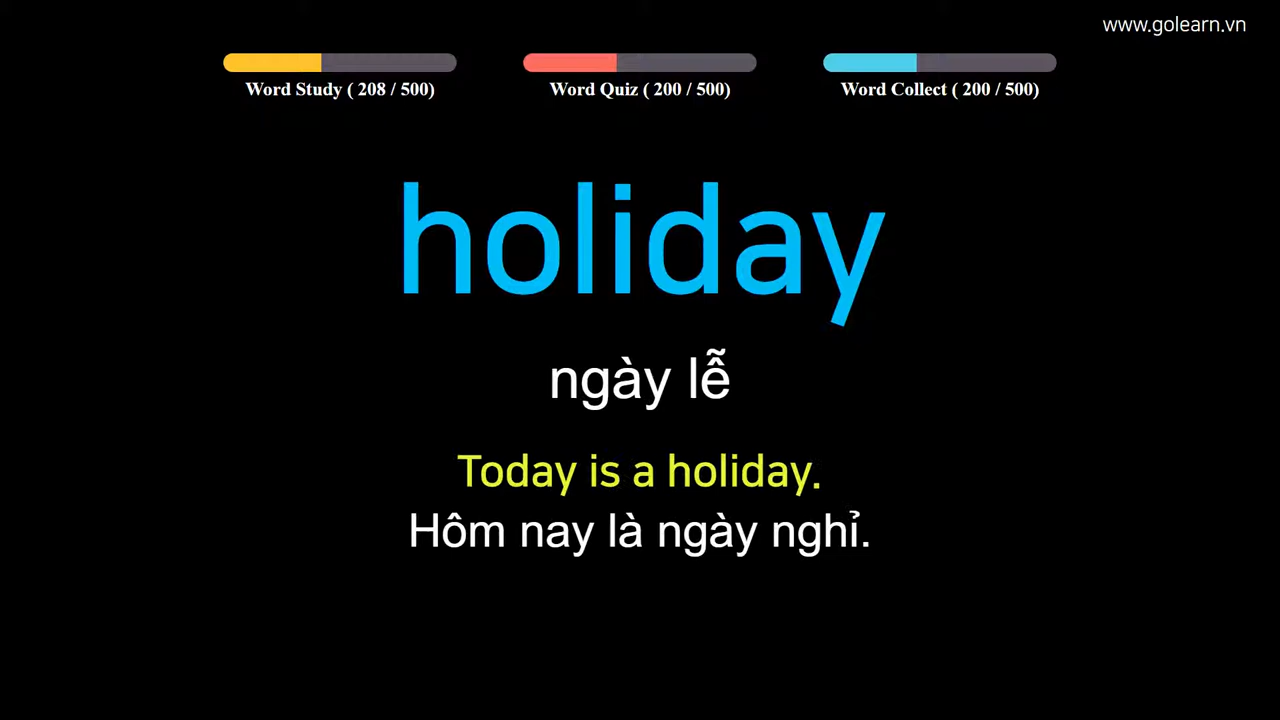 www.golearn.vn
Word Study ( 208 / 500)
Word Quiz ( 200 / 500)
Word Collect ( 200 / 500)
holiday
ngày lễ
Today is a holiday.
Hôm nay là ngày nghỉ.